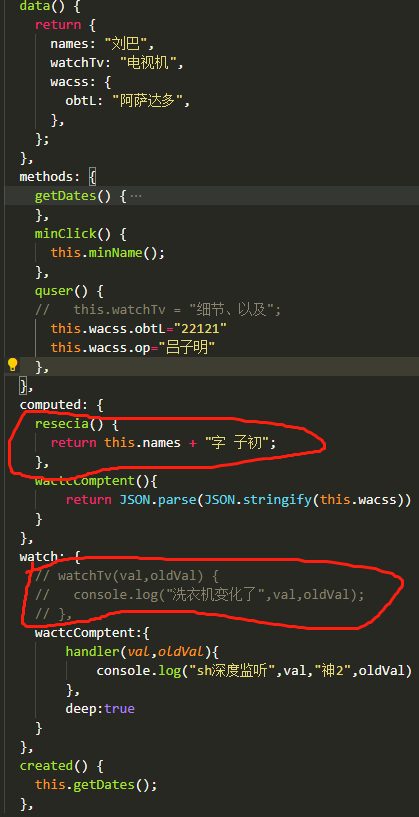 data() {
return {
names: "刘巴",
watchTv: "电视机",
wacss: {
obtL: "阿萨达多",
},
};
},
methods: {
getDates() { ···
},
minClick() {
this.minName();
},
quser() {
//   this.watchTv = "细节、以及";
this.wacss.obtL="22121"
this.wacss.op="吕子明"
},
},
computed: {
resecia() {
return this.names + "字 子初";
},
wactcComptent(){
return JSON.parse(JSON.stringify(this.wacss))
}
},
watch: {
// watchTv(val,oldVal) {
//   console.log("洗衣机变化了",val,oldVal);
// },
wactcComptent:{
handler(val,oldVal){
console.log("sh深度监听",val,"神2",oldVal)
},
deep:true
}
},
created() {
this.getDates();
},